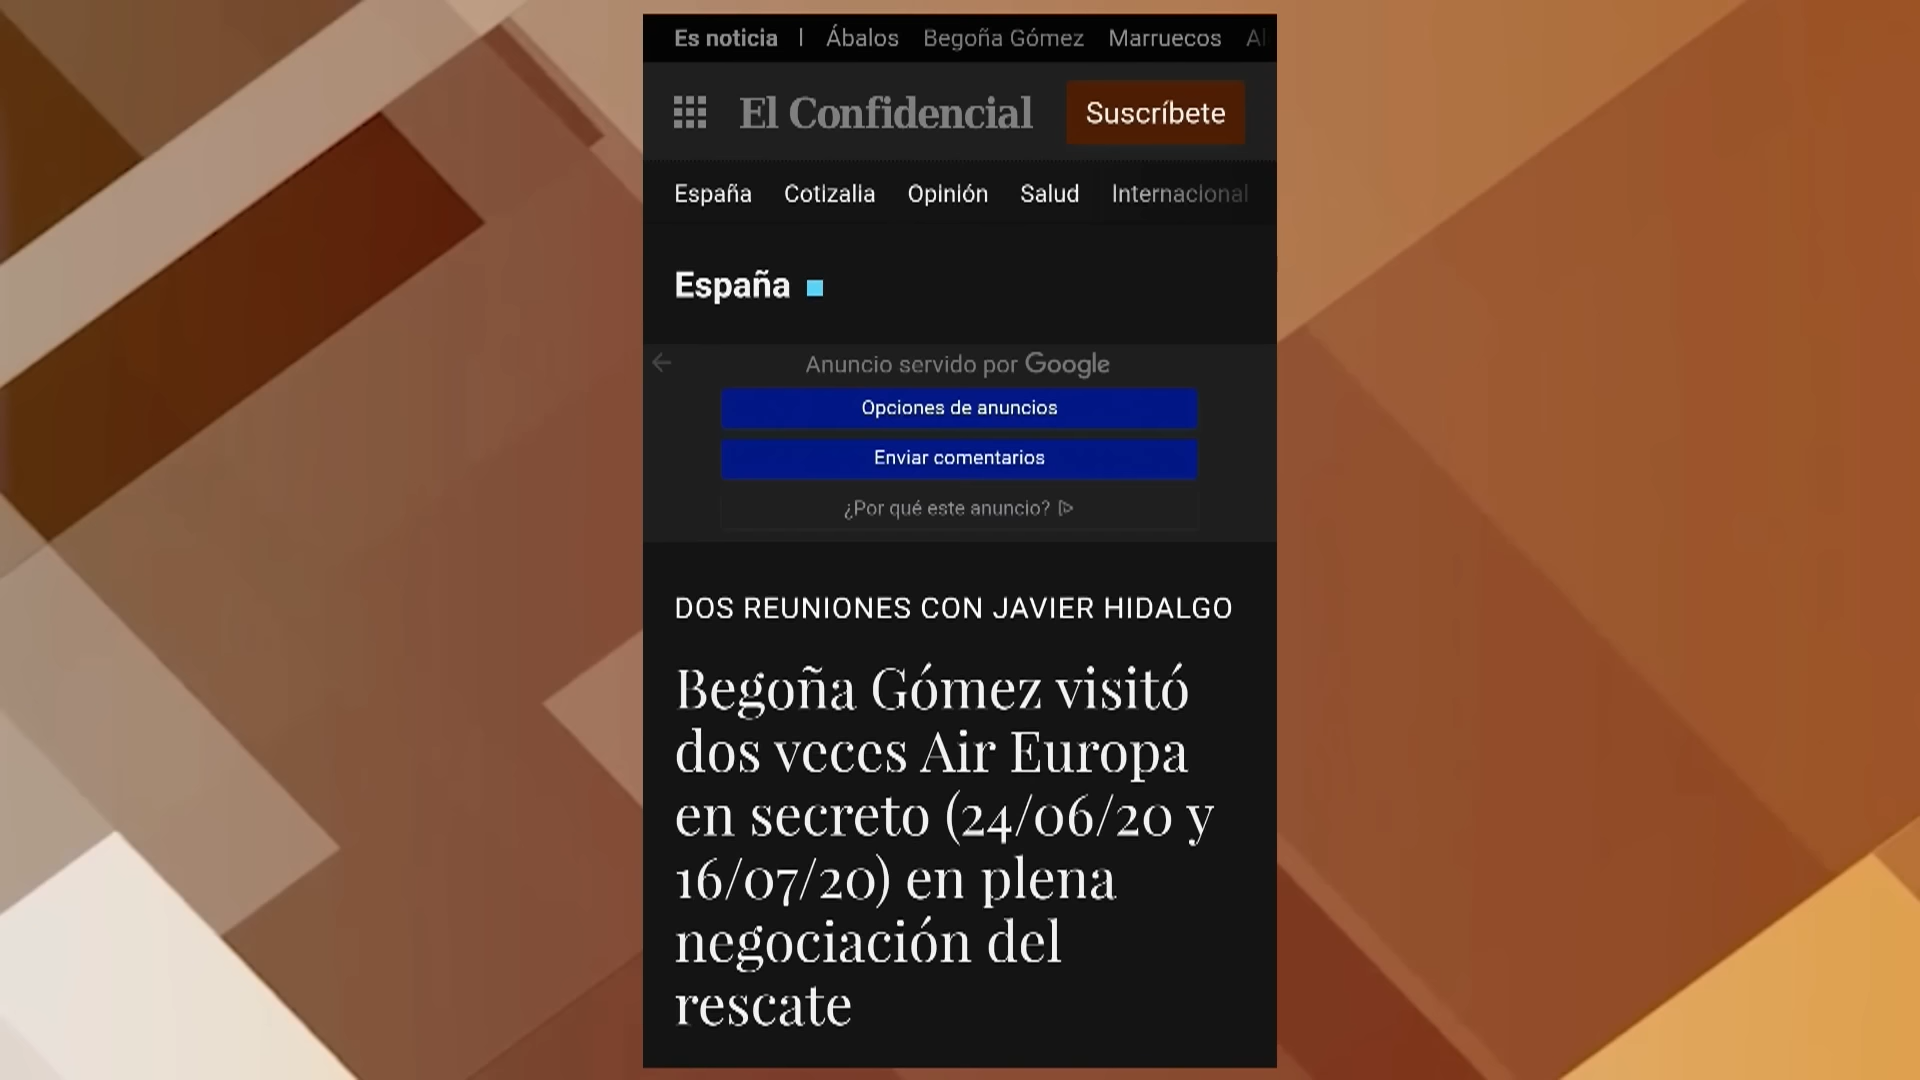 Es noticia | Ábalos Begoña Gómez Marruecos
El Confidencial Suscríbete
España Cotizalia Opinión Salud Internacional
España
Anuncio servido por Google
Opciones de anuncios
Enviar comentarios
¿Por qué este anuncio?
DOS REUNIONES CON JAVIER HIDALGO
Begoña Gómez visitó
dos veces Air Europa
en secreto (24/06/20 y
16/07/20) en plena
negociación del
rescate